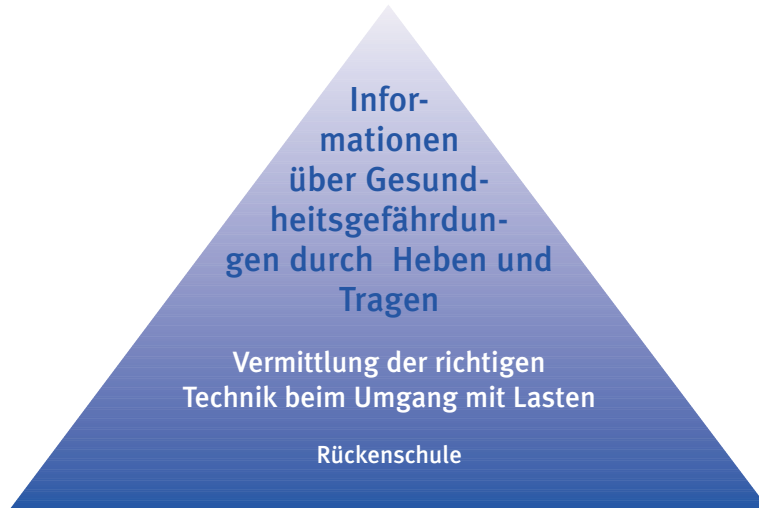 Infor-
mationen
über Gesund-
heitsgefährdun-
gen durch Heben und
Tragen
Vermittlung der richtigen
Technik beim Umgang mit Lasten
Rückenschule